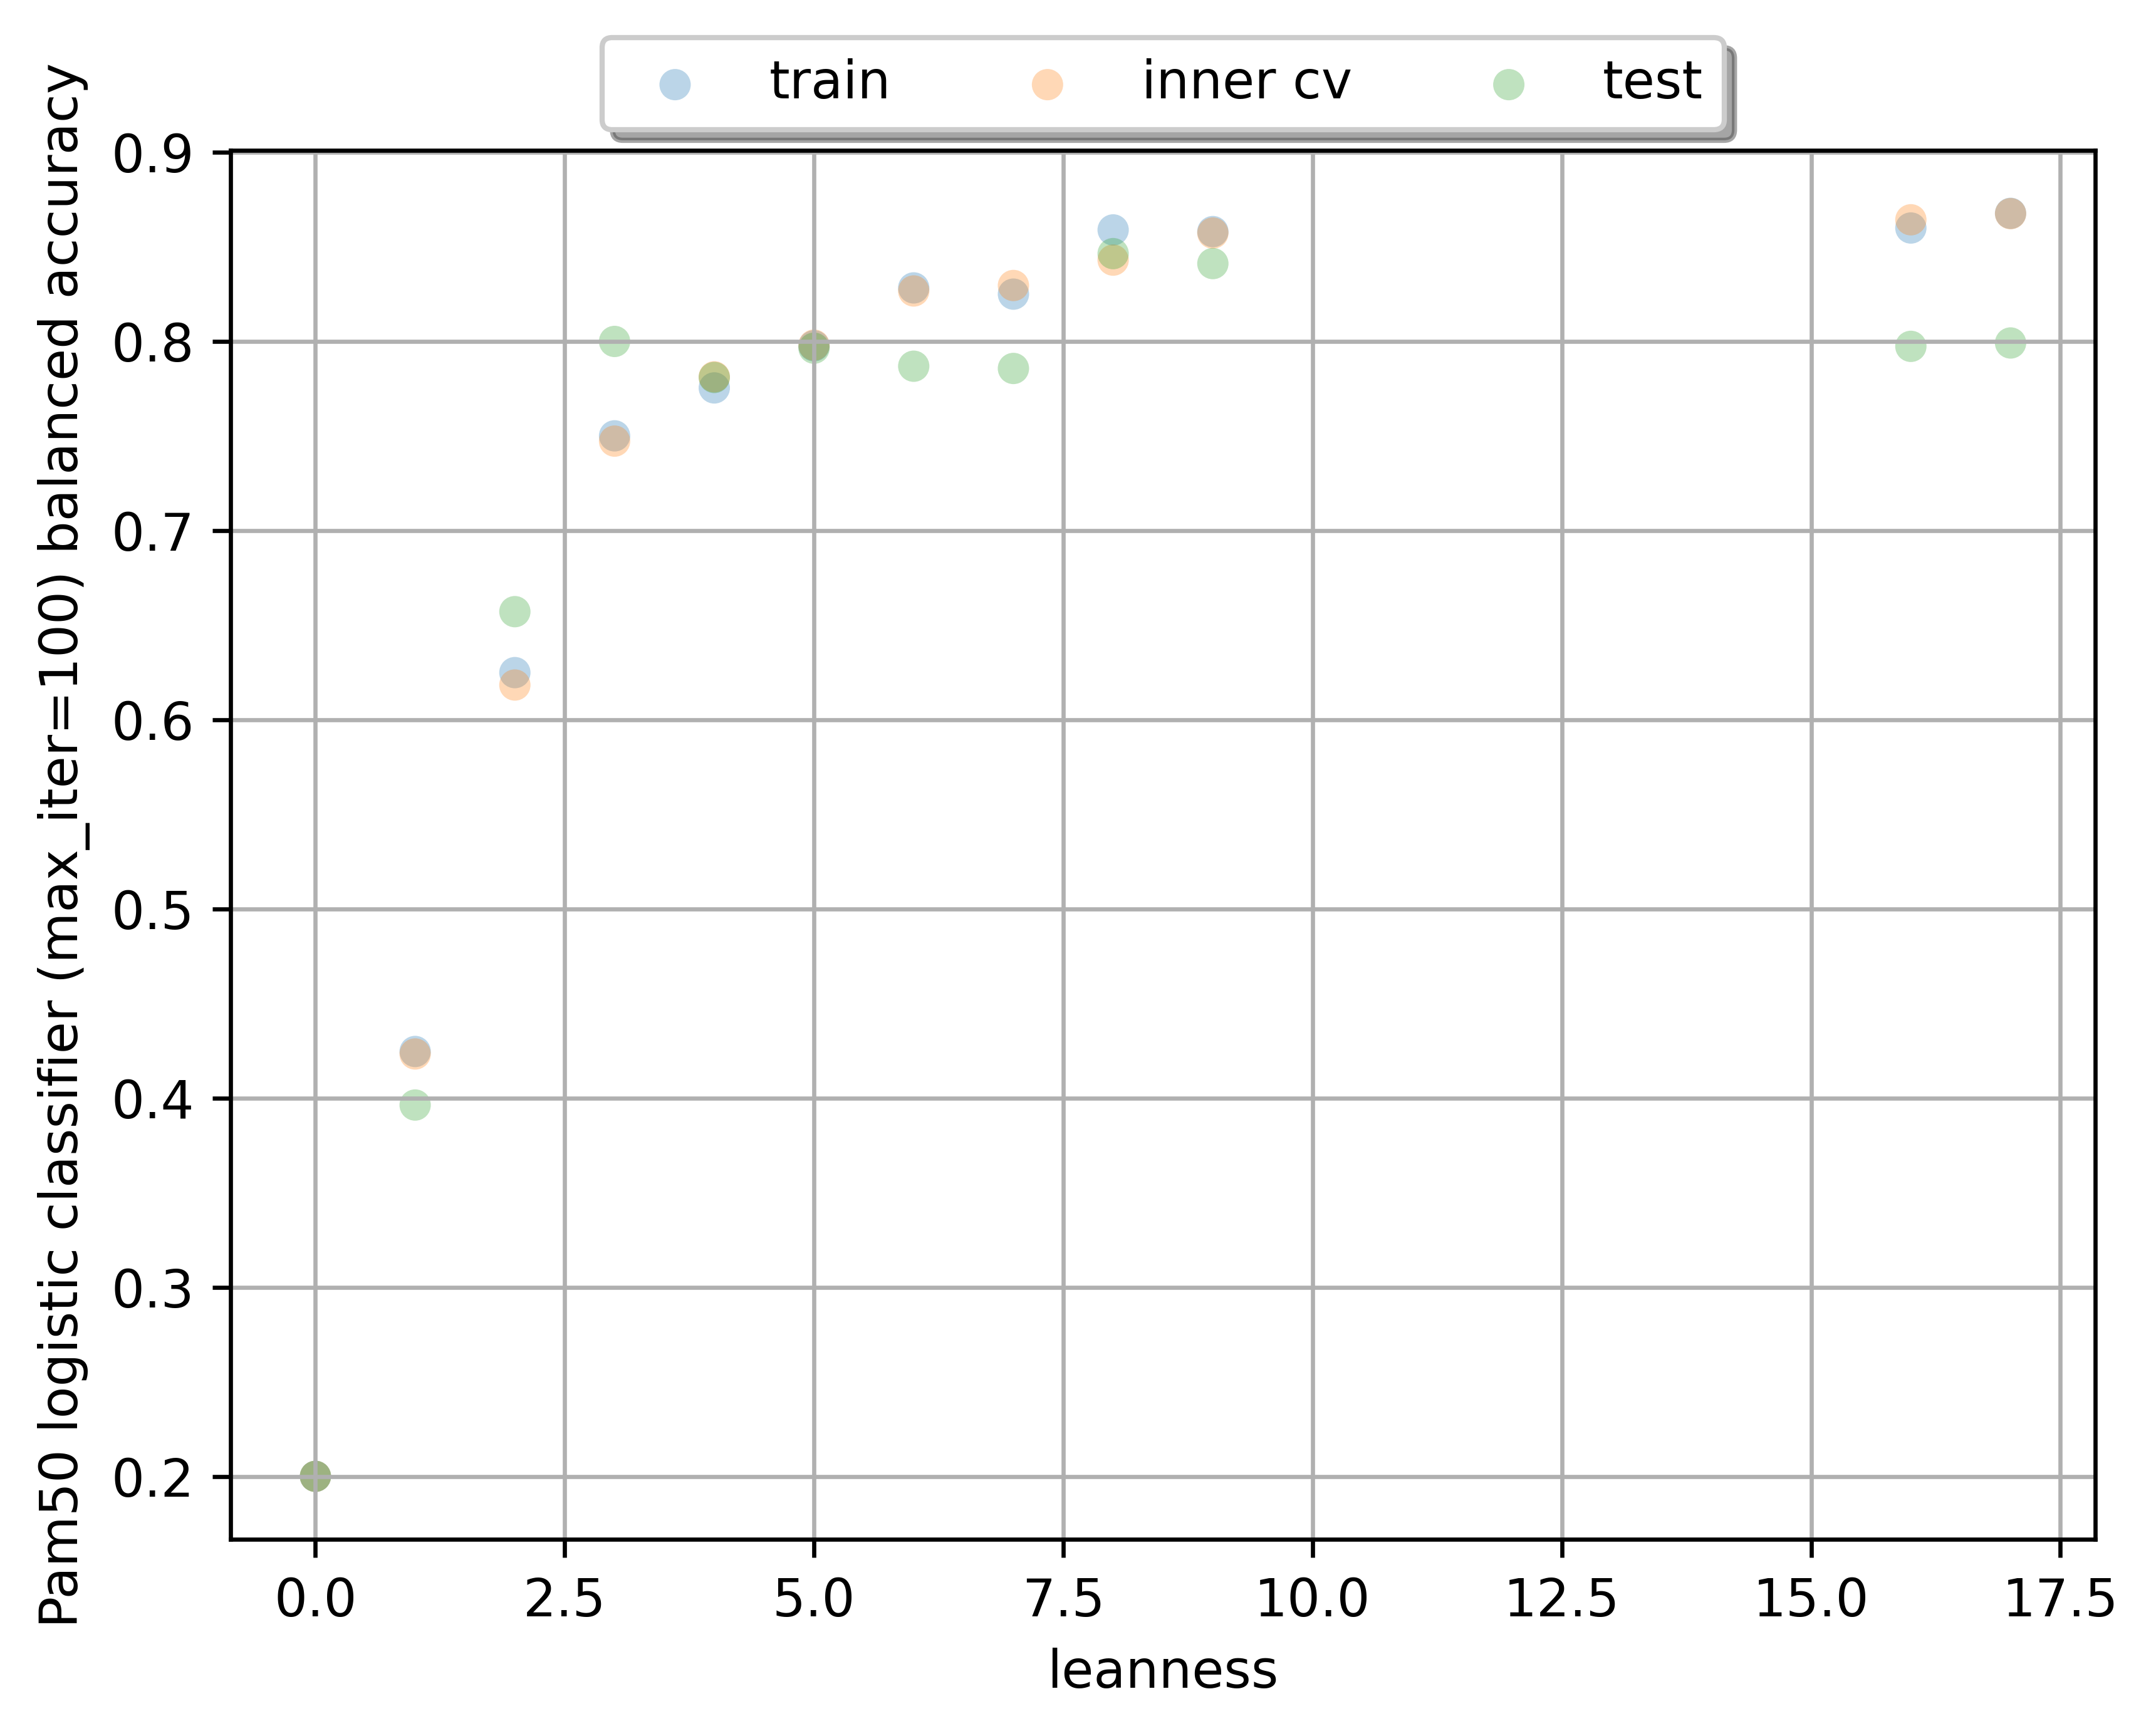 train inner cv test
Pam50 logistic classifier (max_iter=100) balanced accuracy
0.9
0.8
0.7
0.6
0.5
0.4
0.3
0.2
0.0 2.5 5.0 7.5 10.0 12.5 15.0 17.5
leanness